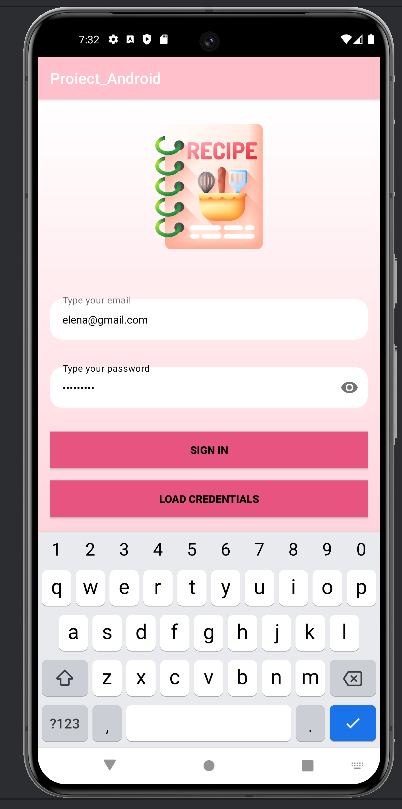 7:32
Proiect_Android
RECIPE
Type your email
elena@gmail.com
Type your password
•••••••••
SIGN IN
LOAD CREDENTIALS
1 2 3 4 5 6 7 8 9 0
q w e r t y u i o p
a s d f g h j k l
z x c v b n m
?123 , .